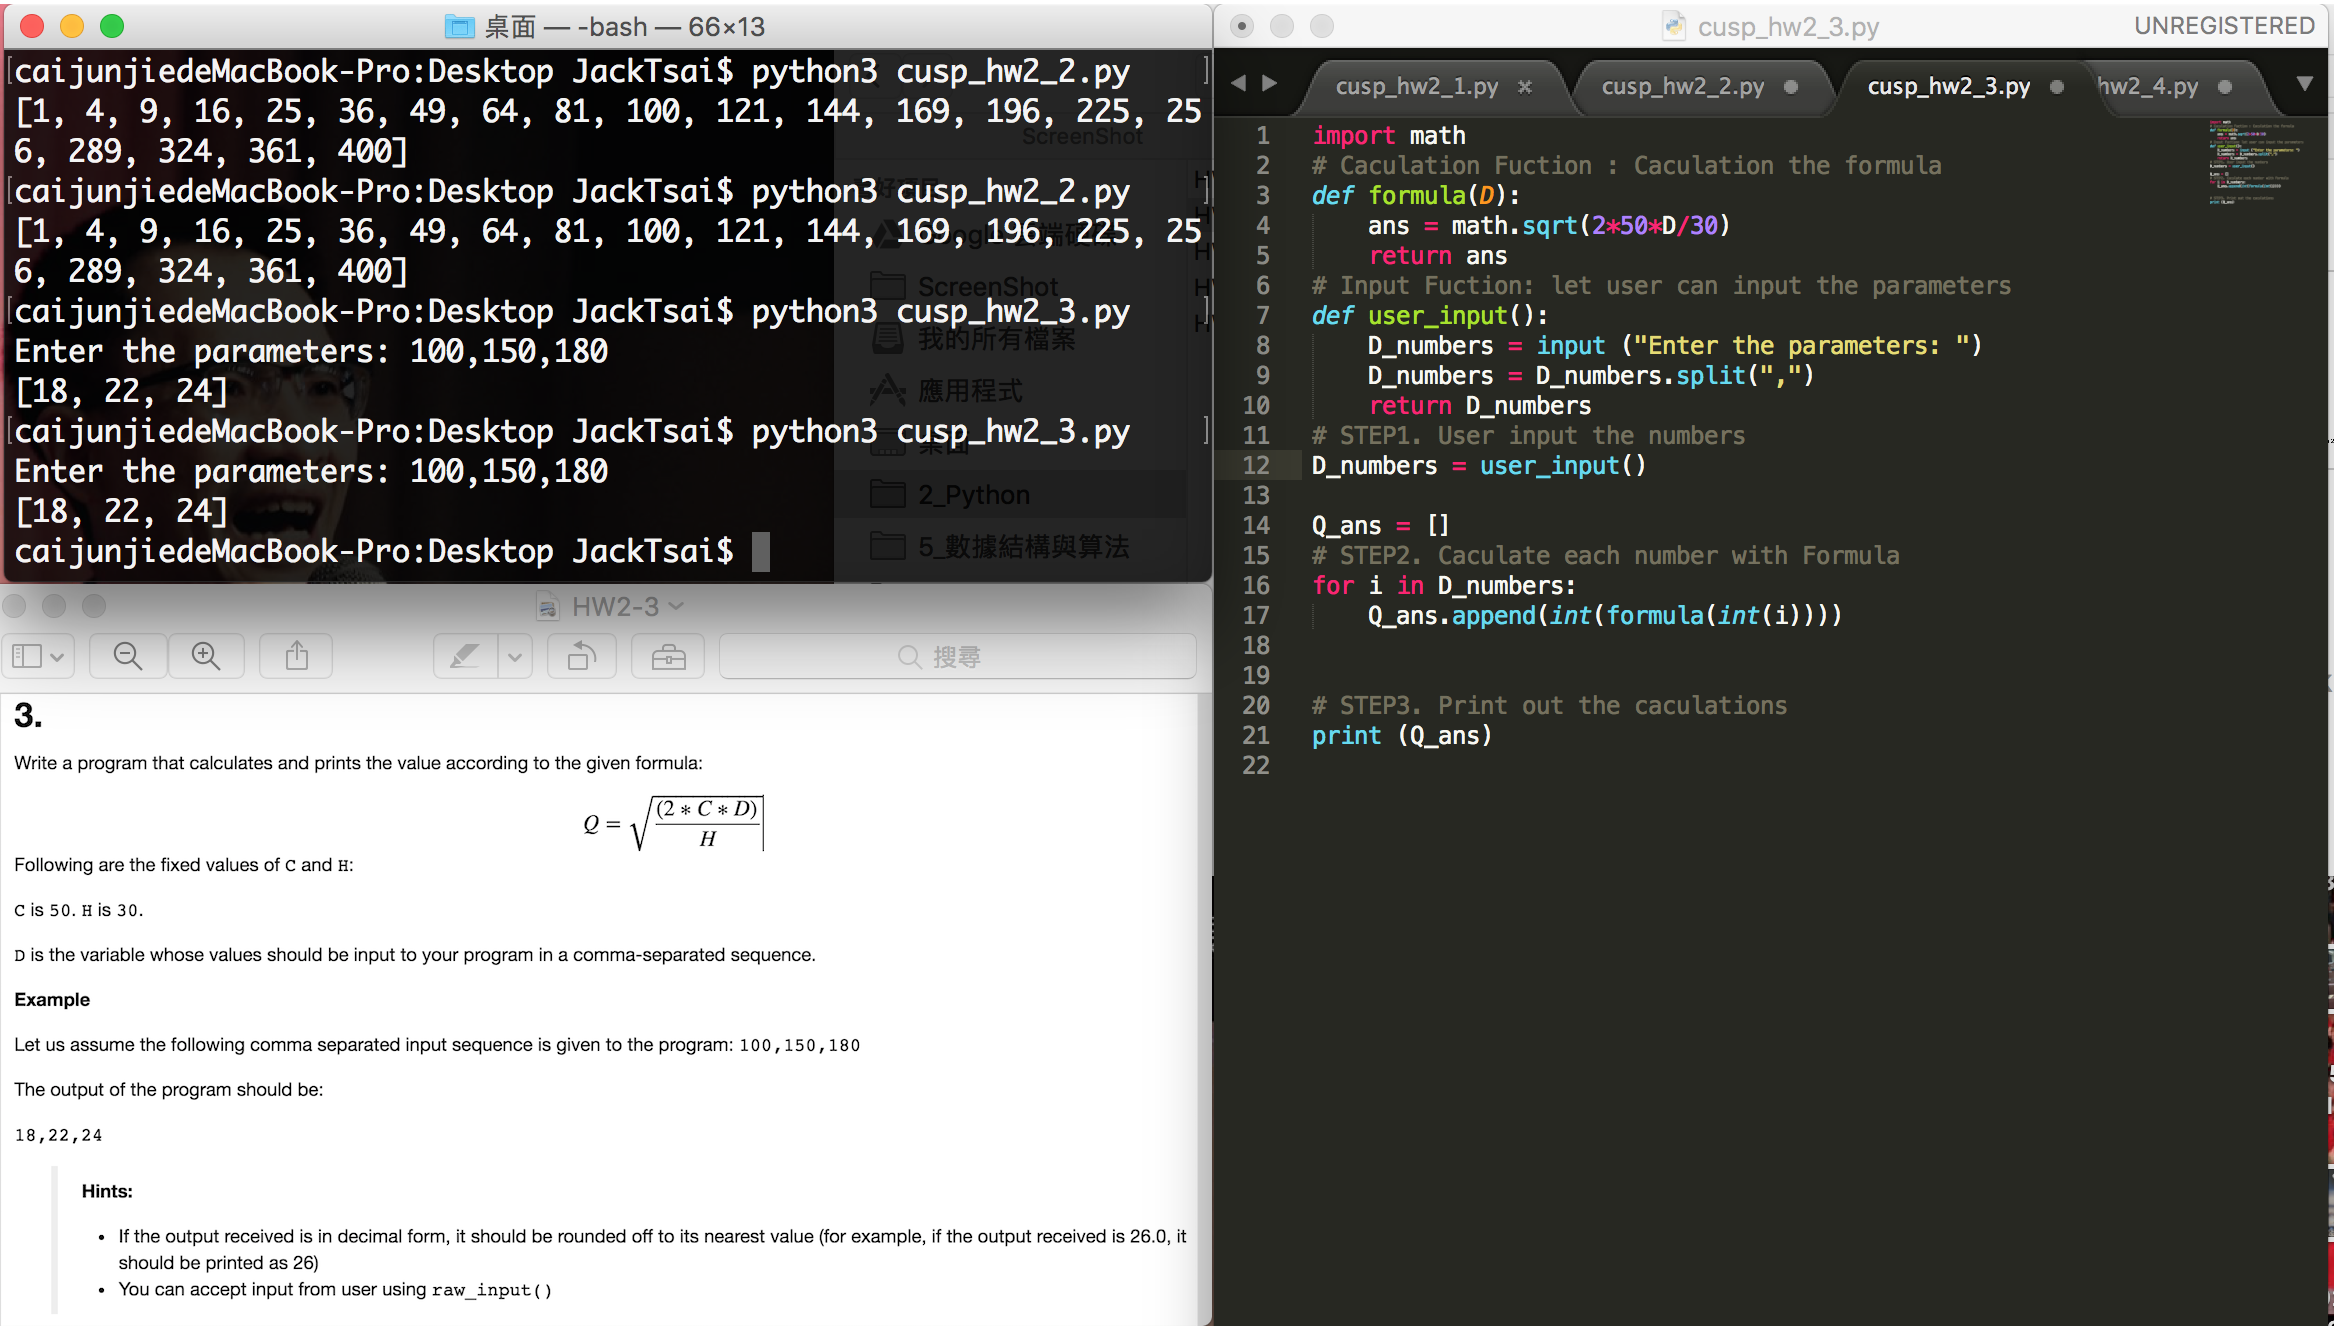 桌面 — -bash — 66×13
caijunjiedeMacBook-Pro:Desktop JackTsai$ python3 cusp_hw2_2.py
[1, 4, 9, 16, 25, 36, 49, 64, 81, 100, 121, 144, 169, 196, 225, 25
6, 289, 324, 361, 400]
caijunjiedeMacBook-Pro:Desktop JackTsai$ python3 cusp_hw2_2.py
[1, 4, 9, 16, 25, 36, 49, 64, 81, 100, 121, 144, 169, 196, 225, 25
6, 289, 324, 361, 400]
caijunjiedeMacBook-Pro:Desktop JackTsai$ python3 cusp_hw2_3.py
Enter the parameters: 100,150,180
[18, 22, 24]
caijunjiedeMacBook-Pro:Desktop JackTsai$ python3 cusp_hw2_3.py
Enter the parameters: 100,150,180
[18, 22, 24]
caijunjiedeMacBook-Pro:Desktop JackTsai$
ScreenShot
ScreenShot
我的所有檔案
應用程式
桌面
2_Python
5_數據結構與算法
HW2-3
搜尋
3.
Write a program that calculates and prints the value according to the given formula:
Q = √(2 * C * D)
H
Following are the fixed values of C and H:
C is 50. H is 30.
D is the variable whose values should be input to your program in a comma-separated sequence.
Example
Let us assume the following comma separated input sequence is given to the program: 100,150,180
The output of the program should be:
18,22,24
Hints:
• If the output received is in decimal form, it should be rounded off to its nearest value (for example, if the output received is 26.0, it
should be printed as 26)
• You can accept input from user using raw_input()
cusp_hw2_3.py
UNREGISTERED
cusp_hw2_1.py cusp_hw2_2.py cusp_hw2_3.py hw2_4.py
1 import math
2 # Caculation Fuction : Caculation the formula
3 def formula(D):
4 ans = math.sqrt(2*50*D/30)
5 return ans
6 # Input Fuction: let user can input the parameters
7 def user_input():
8 D_numbers = input ("Enter the parameters: ")
9 D_numbers = D_numbers.split(",")
10 return D_numbers
11 # STEP1. User input the numbers
12 D_numbers = user_input()
13
14 Q_ans = []
15 # STEP2. Caculate each number with Formula
16 for i in D_numbers:
17 Q_ans.append(int(formula(int(i))))
18
19
20 # STEP3. Print out the caculations
21 print (Q_ans)
22